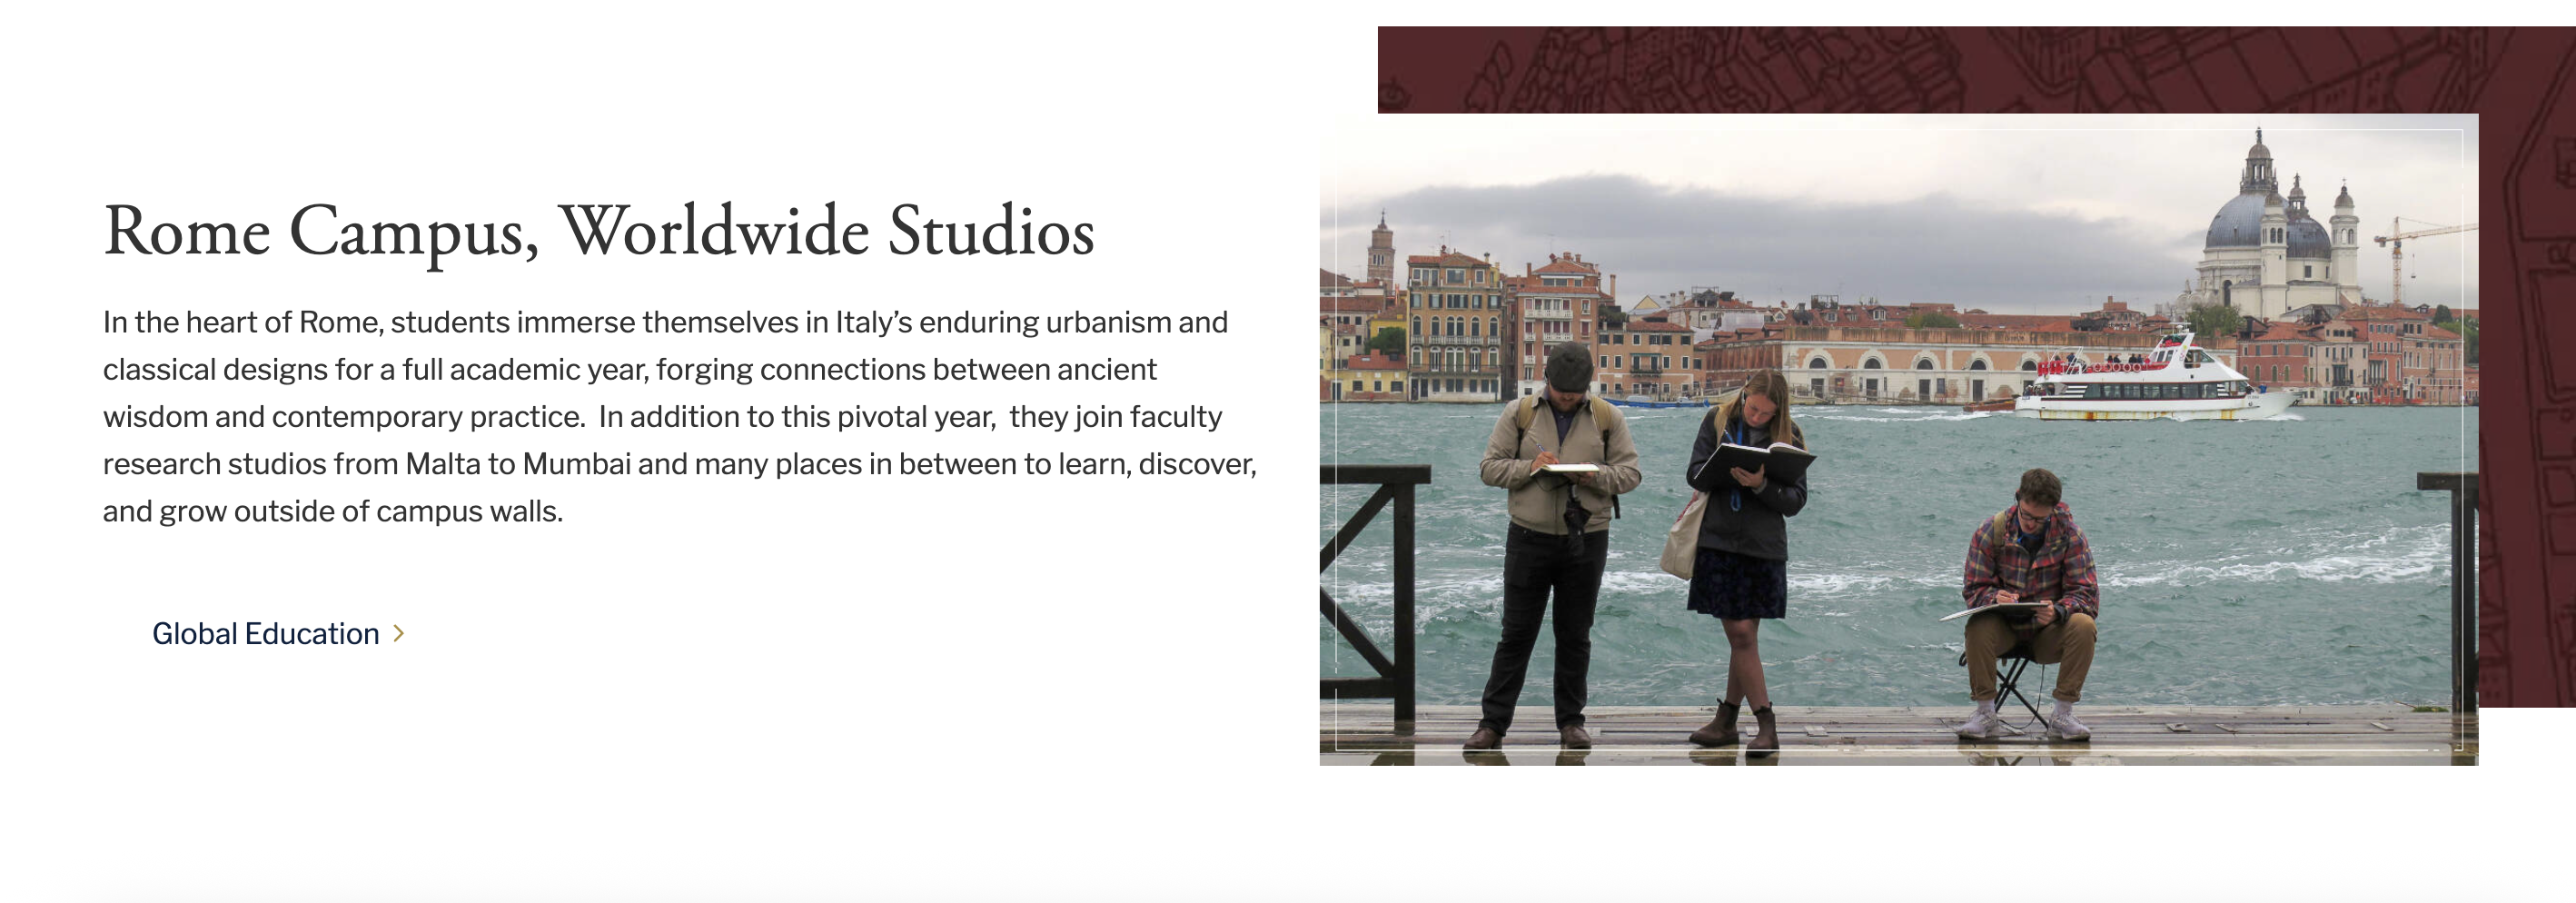 Rome Campus, Worldwide Studios
In the heart of Rome, students immerse themselves in Italy’s enduring urbanism and
classical designs for a full academic year, forging connections between ancient
wisdom and contemporary practice.  In addition to this pivotal year,  they join faculty
research studios from Malta to Mumbai and many places in between to learn, discover,
and grow outside of campus walls.
Global Education >